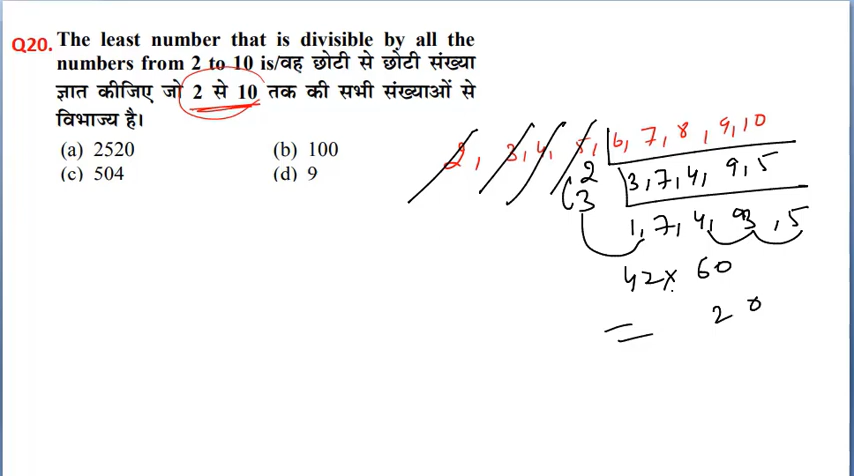 Q20. The least number that is divisible by all the
numbers from 2 to 10 is/वह छोटी से छोटी संख्या
ज्ञात कीजिए जो 2 से 10 तक की सभी संख्याओं से
विभाज्य है।
(a) 2520 (b) 100
(c) 504 (d) 9
2, 3, 4, 5, 6, 7, 8, 9, 10
2 3, 7, 4, 9, 5
3 1, 7, 4, 3, 5
42 x 60
= 20